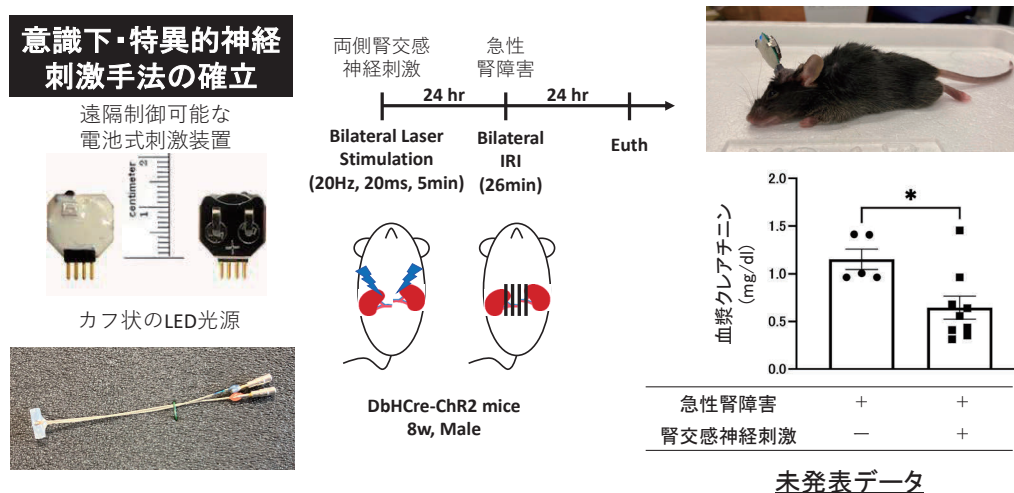 意識下・特異的神経
刺激手法の確立
遠隔制御可能な
電池式刺激装置
centimeter
1
2
カフ状のLED光源
両側腎交感
神経刺激
急性
腎障害
24 hr
24 hr
Bilateral Laser
Stimulation
(20Hz, 20ms, 5min)
Bilateral
IRI
(26min)
Euth
DbHCre-ChR2 mice
8w, Male
血漿クレアチニン
(mg/dl)
2.0
1.5
1.0
0.5
0.0
*
急性腎障害 + +
腎交感神経刺激 − +
未発表データ